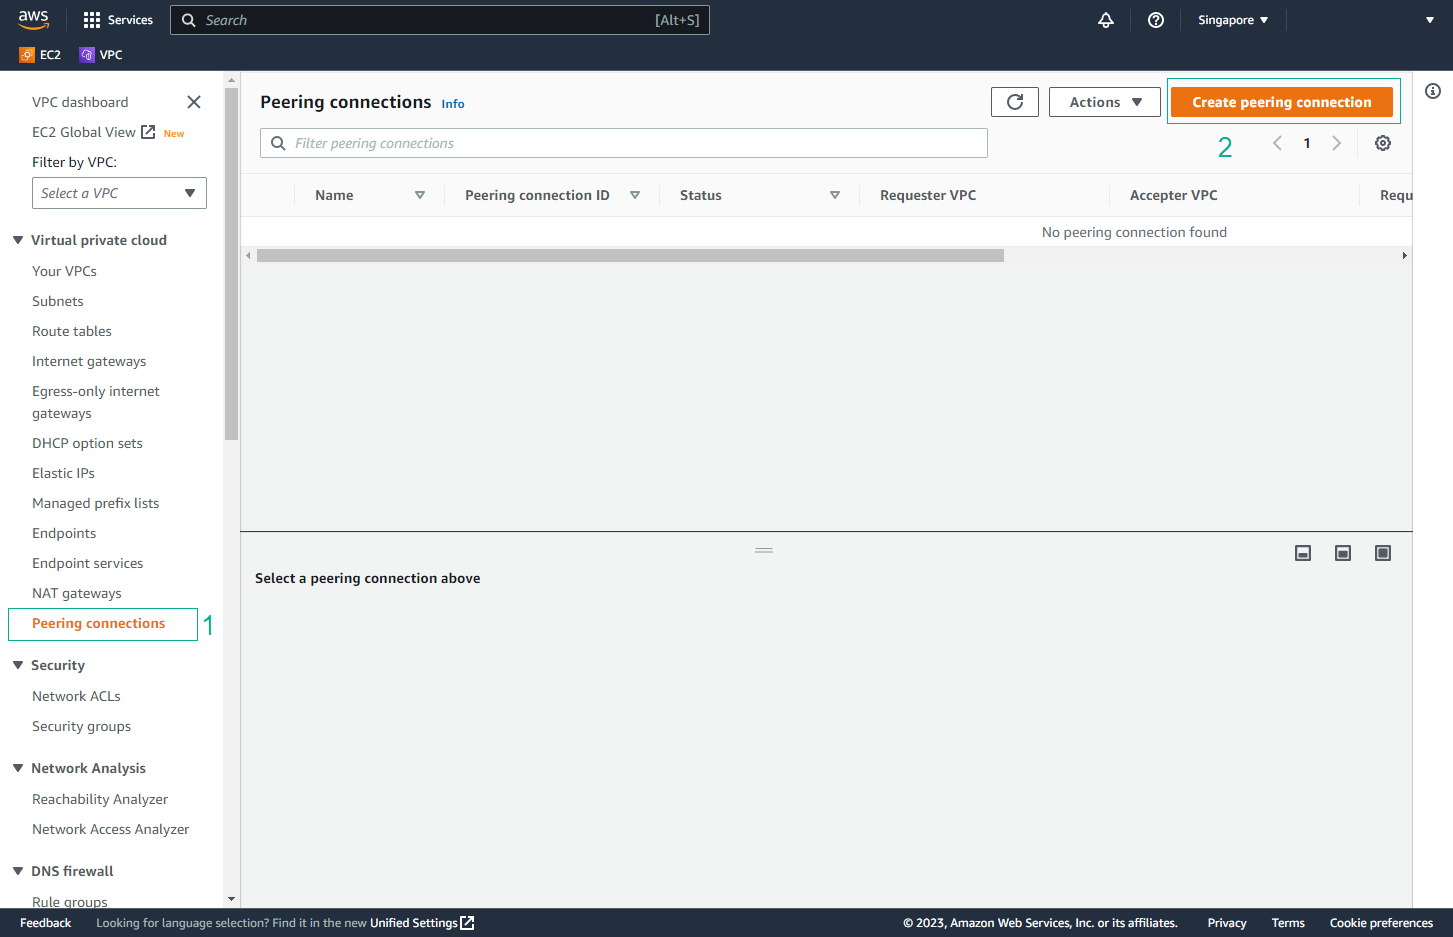 aws
Services
Search
[Alt+S]
Singapore
EC2
VPC
VPC dashboard
EC2 Global View New
Filter by VPC:
Select a VPC
Virtual private cloud
Your VPCs
Subnets
Route tables
Internet gateways
Egress-only internet
gateways
DHCP option sets
Elastic IPs
Managed prefix lists
Endpoints
Endpoint services
NAT gateways
Peering connections 1
Security
Network ACLs
Security groups
Network Analysis
Reachability Analyzer
Network Access Analyzer
DNS firewall
Rule groups
Peering connections Info
Actions
Create peering connection
Filter peering connections
2
1
Name
Peering connection ID
Status
Requester VPC
Accepter VPC
Requ
No peering connection found
Select a peering connection above
Feedback
Looking for language selection? Find it in the new Unified Settings
© 2023, Amazon Web Services, Inc. or its affiliates.
Privacy
Terms
Cookie preferences